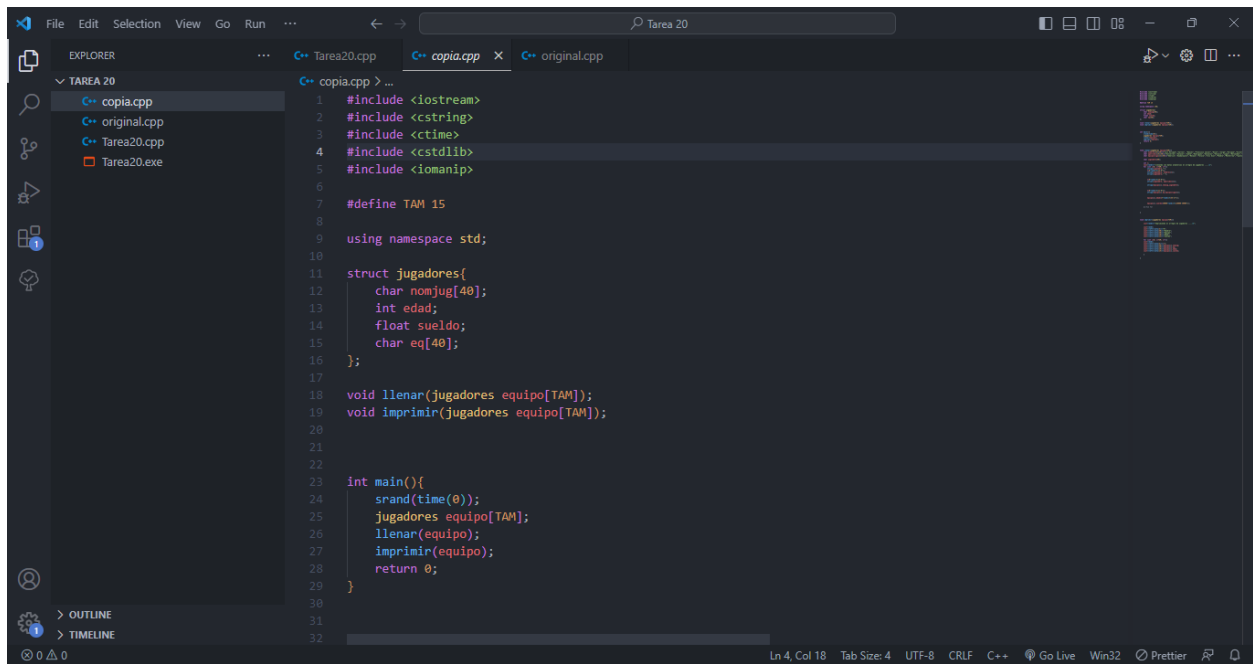 File Edit Selection View Go Run ··· Tarea 20
EXPLORER ···
TAREA 20
copia.cpp
original.cpp
Tarea20.cpp
Tarea20.exe
OUTLINE
TIMELINE
1
1
Tarea20.cpp copia.cpp original.cpp
copia.cpp > ...
1 #include <iostream>
2 #include <cstring>
3 #include <ctime>
4 #include <cstdlib>
5 #include <iomanip>
6
7 #define TAM 15
8
9 using namespace std;
10
11 struct jugadores{
12 char nomjug[40];
13 int edad;
14 float sueldo;
15 char eq[40];
16 };
17
18 void llenar(jugadores equipo[TAM]);
19 void imprimir(jugadores equipo[TAM]);
20
21
22
23 int main(){
24 srand(time(0));
25 jugadores equipo[TAM];
26 llenar(equipo);
27 imprimir(equipo);
28 return 0;
29 }
30
31
32
0 0 Ln 4, Col 18 Tab Size: 4 UTF-8 CRLF C++ Go Live Win32 Prettier